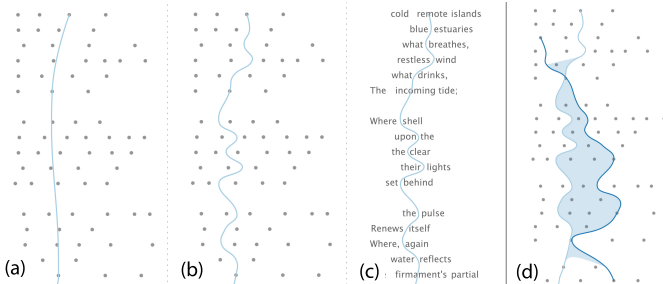 cold remote islands
blue estuaries
what breathes,
restless wind
what drinks,
The incoming tide;
Where shell
upon the
the clear
their lights
set behind
the pulse
Renews itself
Where, again
water reflects
: firmament's partial
(a)
(b)
(c)
(d)